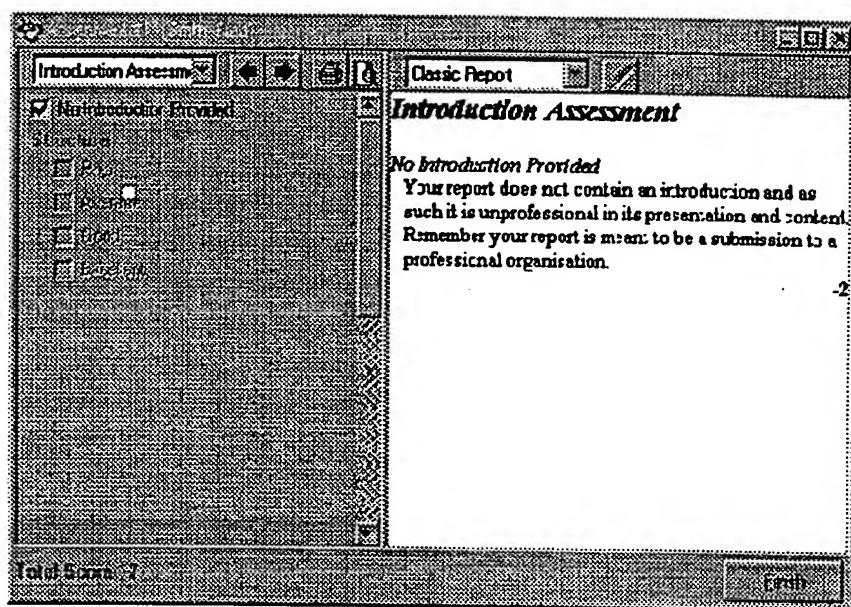 Introduction Assessm
Classic Repot
No Introduction Provided
Structure
Introduction Assessment
No Introduction Provided
Your report does not contain an introduction and as
such it is unprofessional in its presentation and content.
Remember your report is meant to be a submission to a
professional organisation.
-2
Total Score
Finish